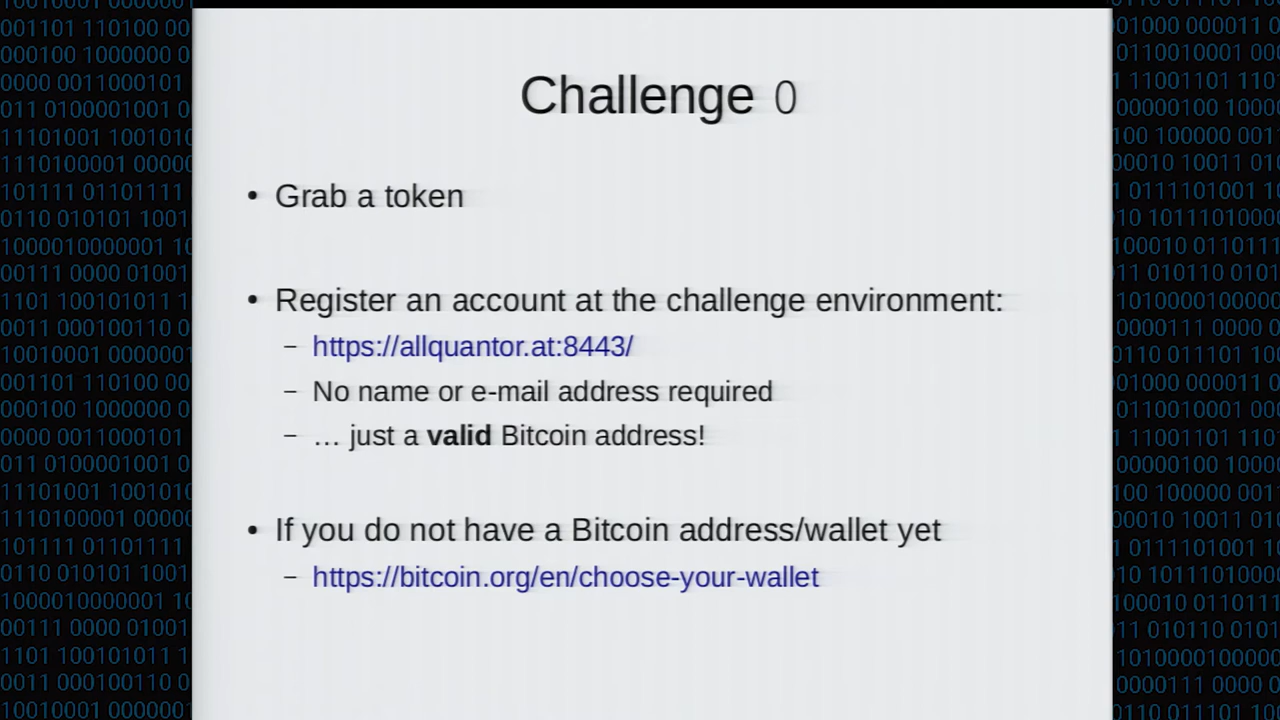 Challenge 0
• Grab a token
• Register an account at the challenge environment:
– https://allquantor.at:8443/
– No name or e-mail address required
– … just a valid Bitcoin address!
• If you do not have a Bitcoin address/wallet yet
– https://bitcoin.org/en/choose-your-wallet